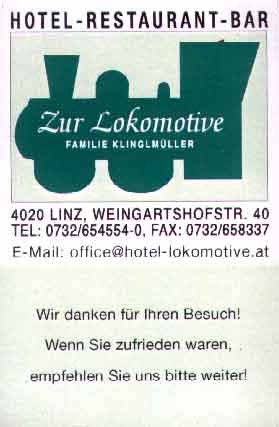 HOTEL-RESTAURANT-BAR
Zur Lokomotive
FAMILIE KLINGLMÜLLER
4020 LINZ, WEINGARTSHOFSTR. 40
TEL: 0732/654554-0, FAX: 0732/658337
E-Mail: office@hotel-lokomotive.at
Wir danken für Ihren Besuch!
Wenn Sie zufrieden waren,
empfehlen Sie uns bitte weiter!